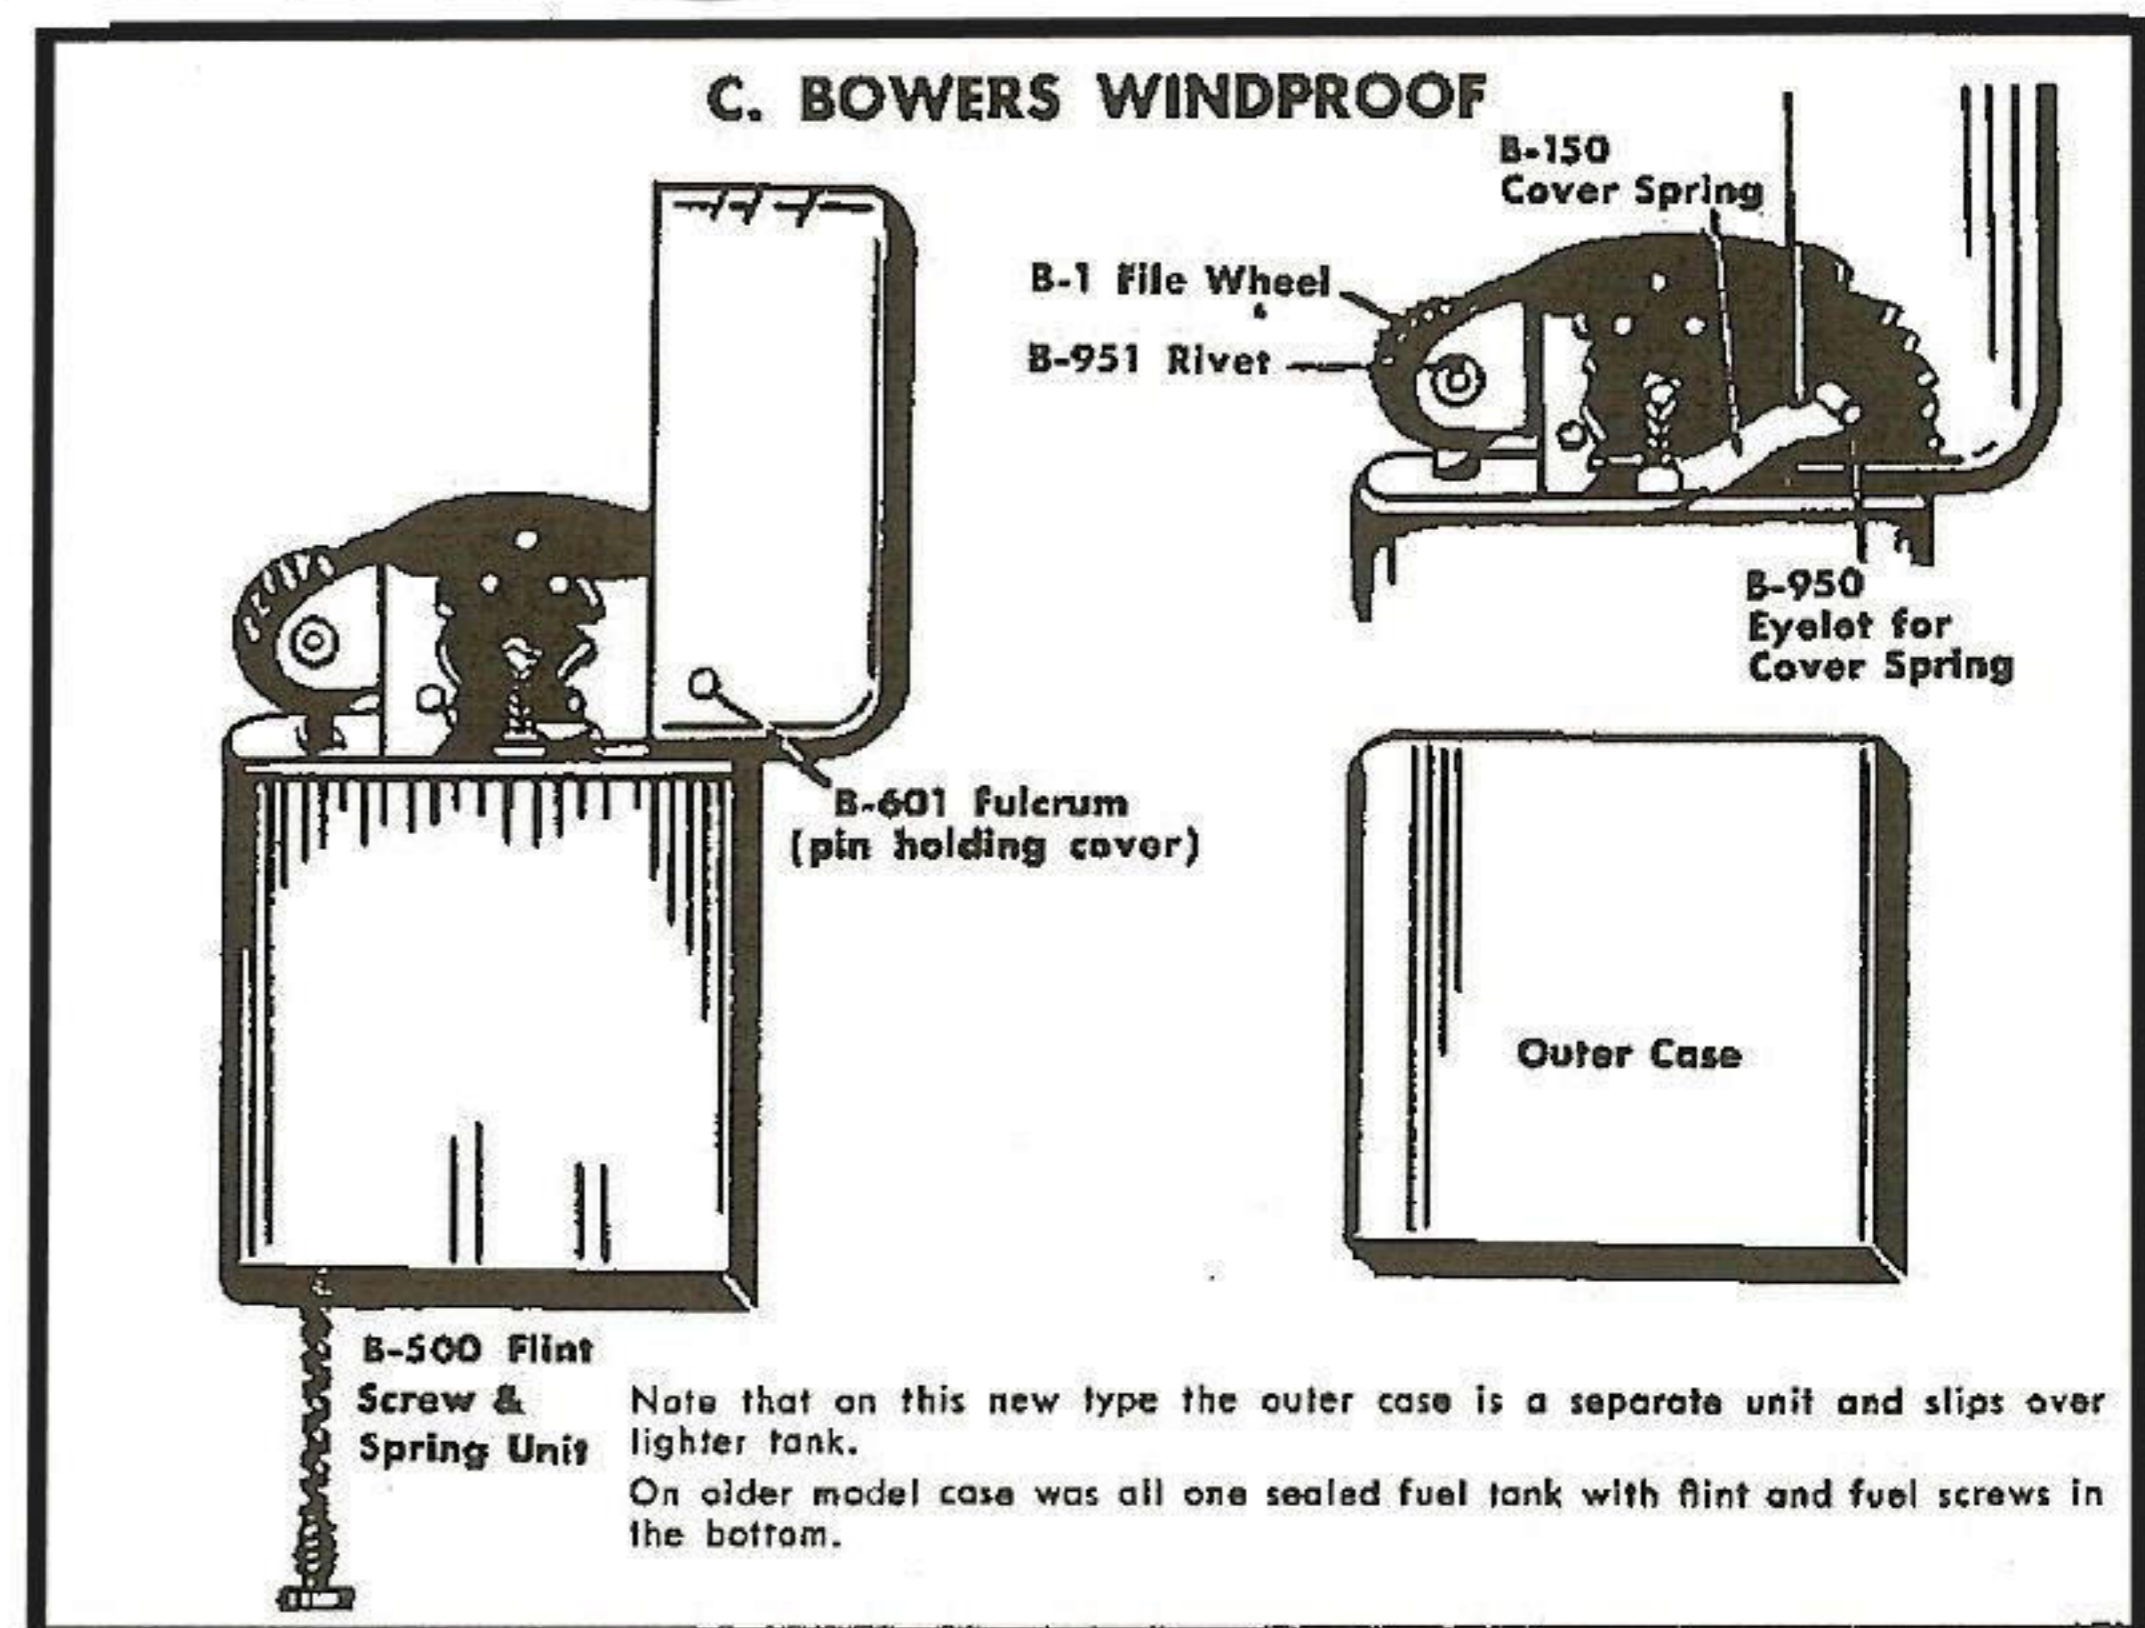 C. BOWERS WINDPROOF
B-150
Cover Spring
B-1 File Wheel
B-951 Rivet
B-950
Eyelet for
Cover Spring
B-601 Fulcrum
(pin holding cover)
Outer Case
B-500 Flint
Screw &
Spring Unit
Note that on this new type the outer case is a separate unit and slips over
lighter tank.
On older model case was all one sealed fuel tank with flint and fuel screws in
the bottom.